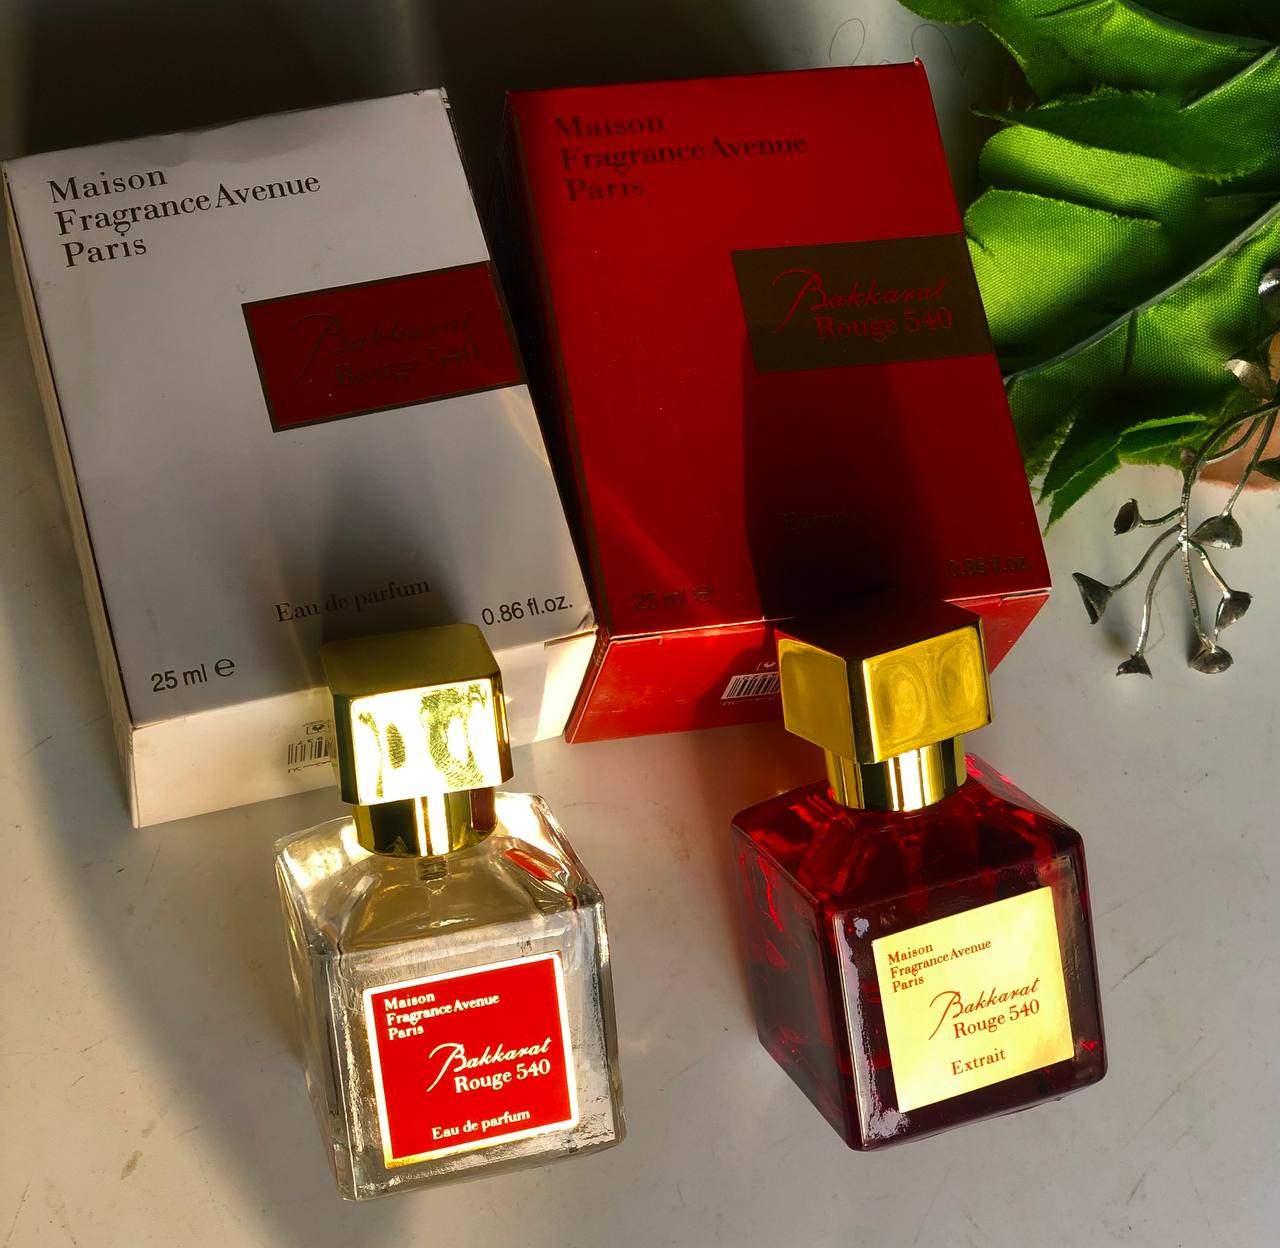 Maison
Fragrance Avenue
Paris
Bakkarat
Rouge 540
Eau de parfum
25 ml ℮
0.86 fl.oz.
Maison
Fragrance Avenue
Paris
Bakkarat
Rouge 540
Extrait
25 ml ℮
0.86 fl.oz.
Maison
Fragrance Avenue
Paris
Bakkarat
Rouge 540
Eau de parfum
Maison
Fragrance Avenue
Paris
Bakkarat
Rouge 540
Extrait